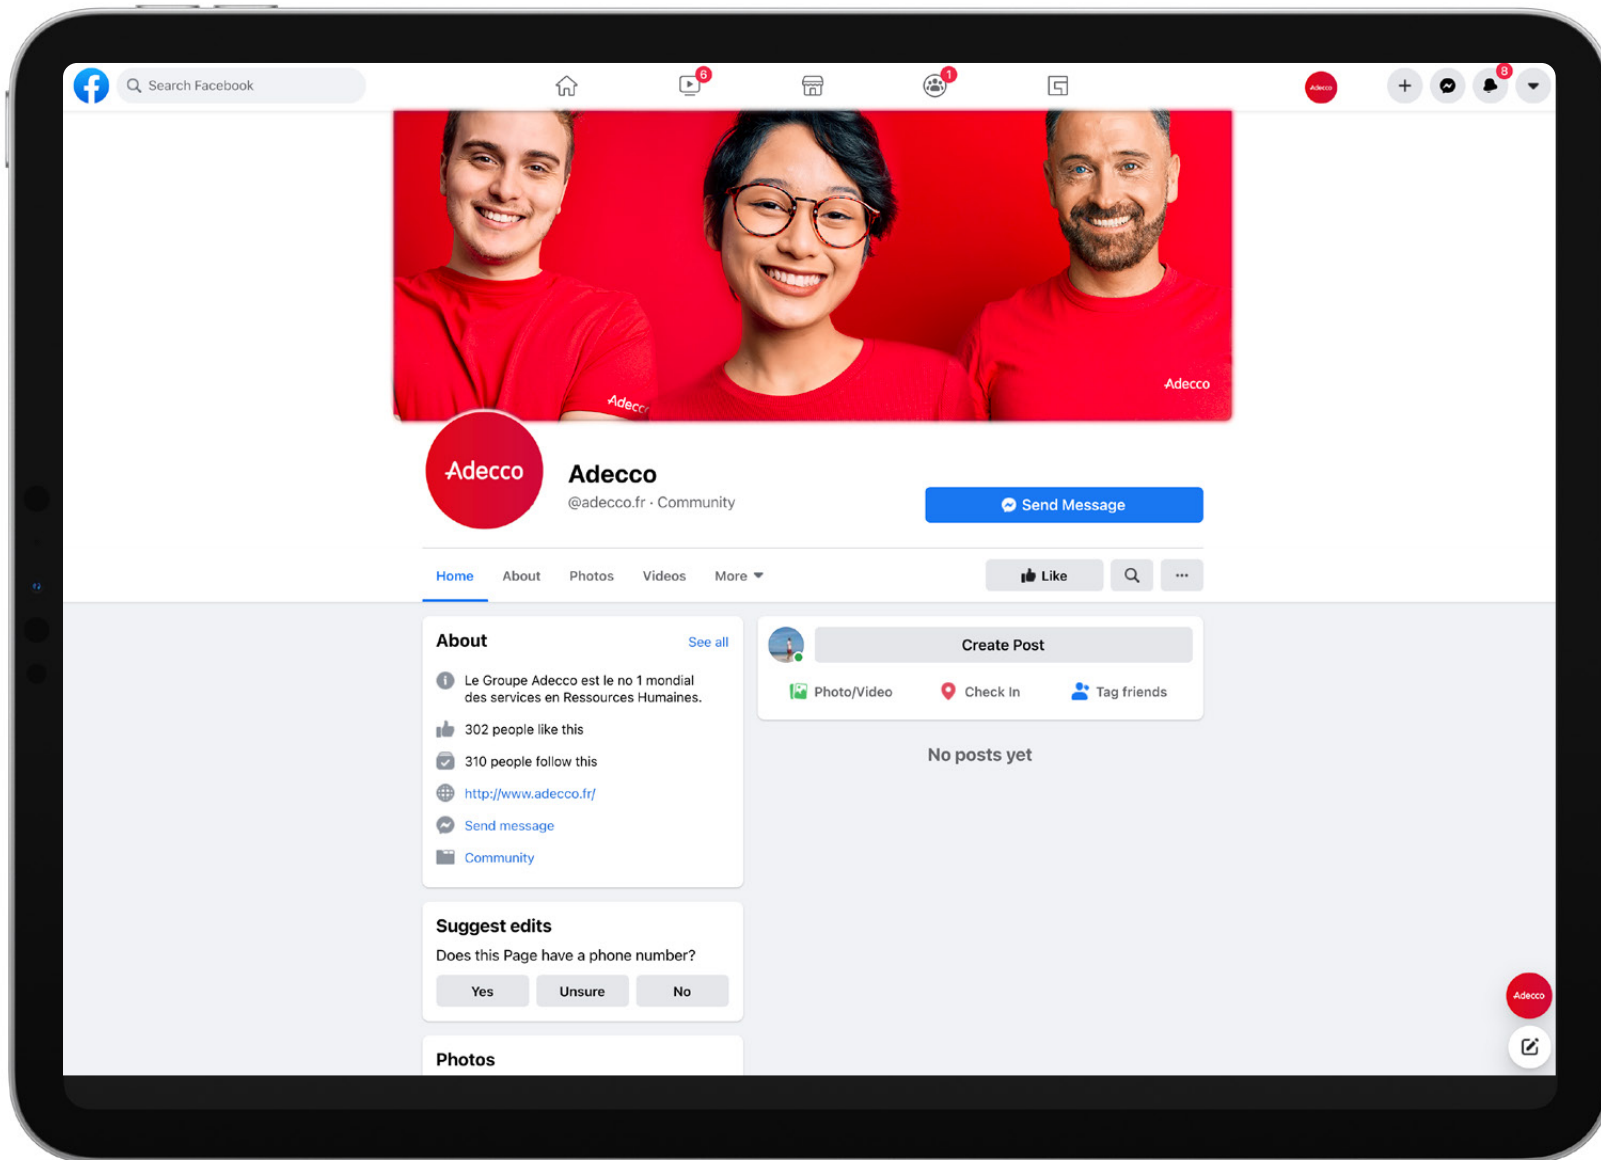 Search Facebook
6
1
Adecco
8
Adecco
Adecco
Adecco
Adecco
@adecco.fr · Community
Send Message
Home
About
Photos
Videos
More
Like
About
See all
Le Groupe Adecco est le no 1 mondial
des services en Ressources Humaines.
302 people like this
310 people follow this
http://www.adecco.fr/
Send message
Community
Create Post
Photo/Video
Check In
Tag friends
No posts yet
Suggest edits
Does this Page have a phone number?
Yes
Unsure
No
Photos
Adecco